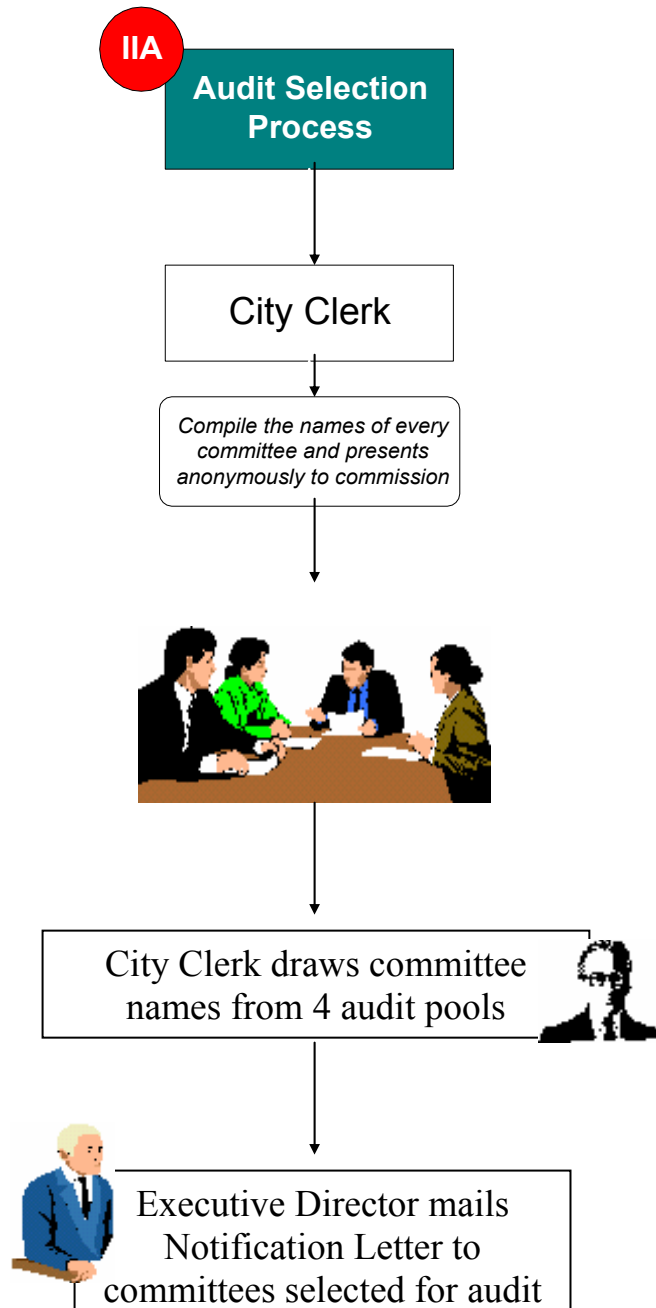 IIA
Audit Selection
Process
City Clerk
Compile the names of every
committee and presents
anonymously to commission
City Clerk draws committee
names from 4 audit pools
Executive Director mails
Notification Letter to
committees selected for audit